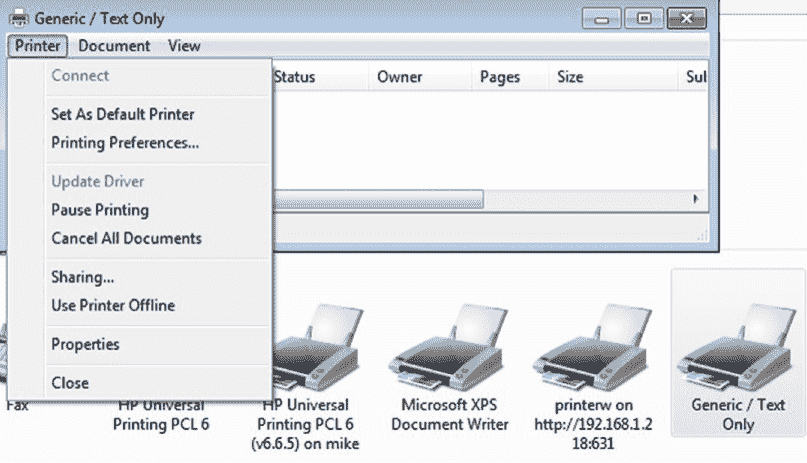 Generic / Text Only
Printer Document View
Connect
Set As Default Printer
Printing Preferences...
Update Driver
Pause Printing
Cancel All Documents
Sharing...
Use Printer Offline
Properties
Close
Status Owner Pages Size Sul
Fax
HP Universal
Printing PCL 6
HP Universal
Printing PCL 6
(v6.6.5) on mike
Microsoft XPS
Document Writer
printerw on
http://192.168.1.2
18:631
Generic / Text
Only